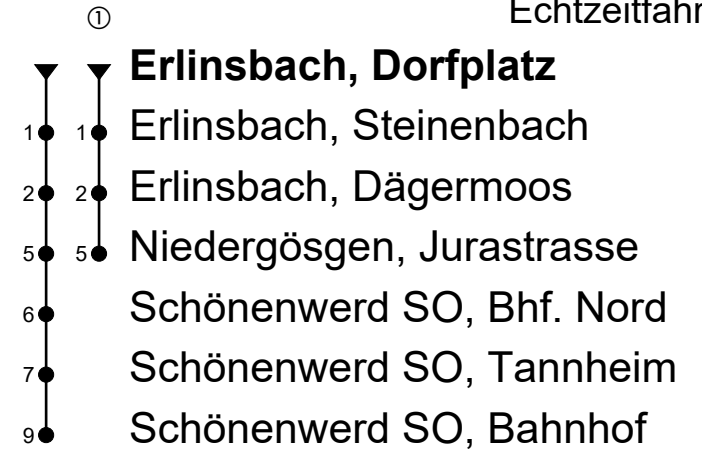 ① Echtzeitfahr
Erlinsbach, Dorfplatz
1 1 Erlinsbach, Steinenbach
2 2 Erlinsbach, Dägermoos
5 5 Niedergösgen, Jurastrasse
6 Schönenwerd SO, Bhf. Nord
7 Schönenwerd SO, Tannheim
9 Schönenwerd SO, Bahnhof